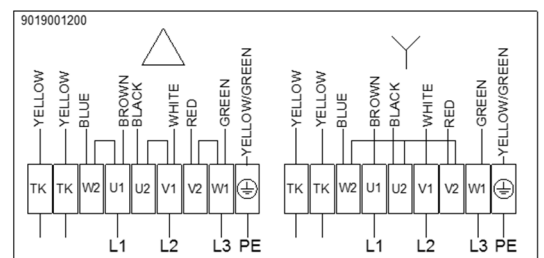 9019001200
YELLOW YELLOW BLUE BROWN BLACK WHITE RED GREEN YELLOW/GREEN
TK TK W2 U1 U2 V1 V2 W1
L1 L2 L3 PE
YELLOW YELLOW BLUE BROWN BLACK WHITE RED GREEN YELLOW/GREEN
TK TK W2 U1 U2 V1 V2 W1
L1 L2 L3 PE